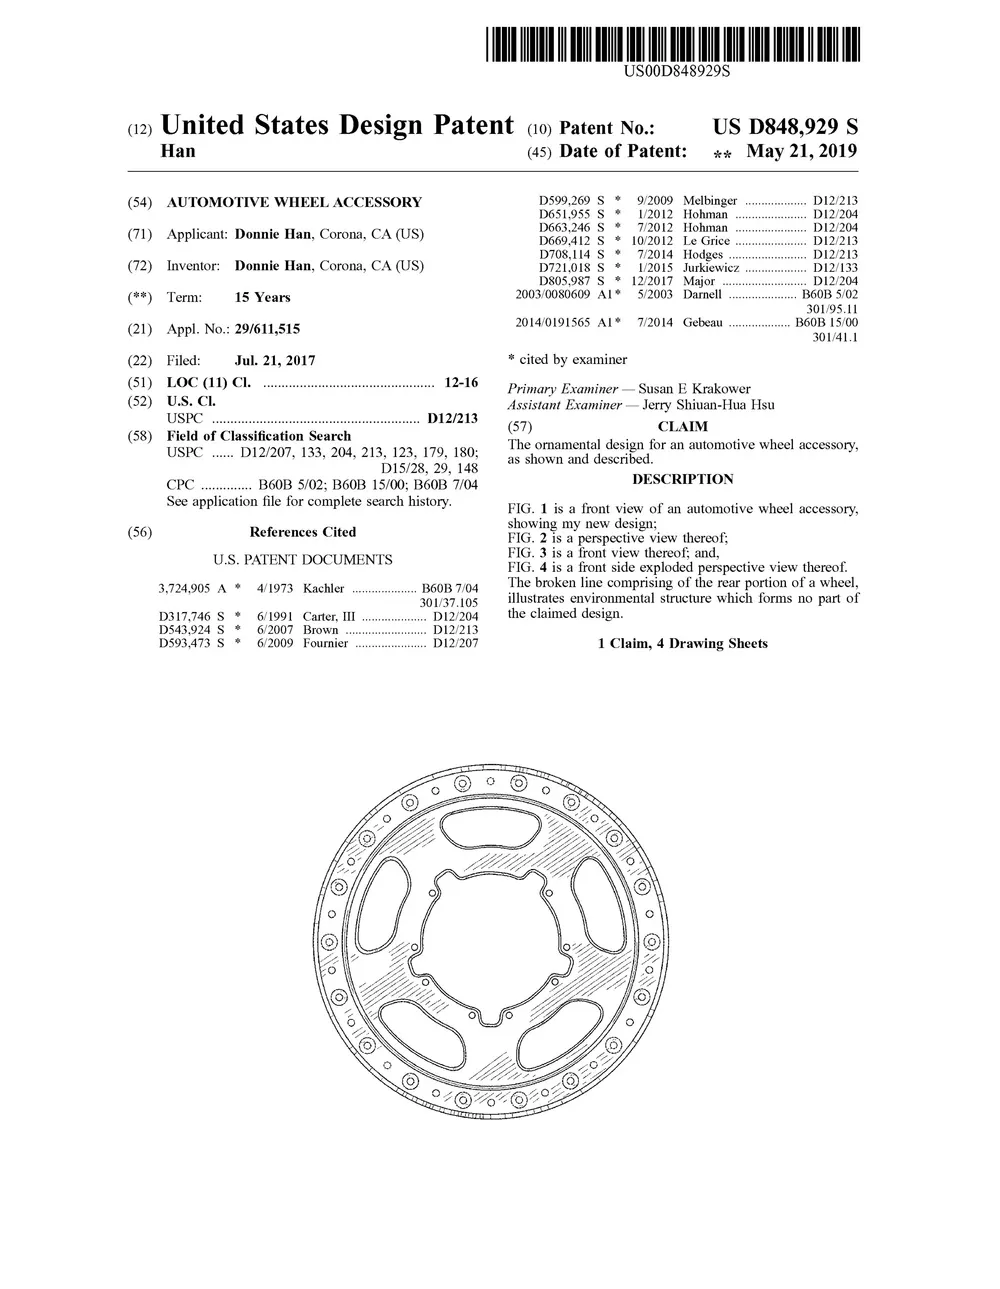 US00D848929S
(12) United States Design Patent
Han
(10) Patent No.: US D848,929 S
(45) Date of Patent: ** May 21, 2019
(54) AUTOMOTIVE WHEEL ACCESSORY
(71) Applicant: Donnie Han, Corona, CA (US)
(72) Inventor: Donnie Han, Corona, CA (US)
(**) Term: 15 Years
(21) Appl. No.: 29/611,515
(22) Filed: Jul. 21, 2017
(51) LOC (11) Cl. .............................................. 12-16
(52) U.S. Cl.
USPC ........................................................ D12/213
(58) Field of Classification Search
USPC ...... D12/207, 133, 204, 213, 123, 179, 180;
D15/28, 29, 148
CPC .............. B60B 5/02; B60B 15/00; B60B 7/04
See application file for complete search history.
(56) References Cited
U.S. PATENT DOCUMENTS
3,724,905 A * 4/1973 Kachler .................... B60B 7/04
301/37.105
D317,746 S * 6/1991 Carter, III .................... D12/204
D543,924 S * 6/2007 Brown ......................... D12/213
D593,473 S * 6/2009 Fournier ...................... D12/207
D599,269 S * 9/2009 Melbinger ................... D12/213
D651,955 S * 1/2012 Hohman ...................... D12/204
D663,246 S * 7/2012 Hohman ...................... D12/204
D669,412 S * 10/2012 Le Grice ...................... D12/213
D708,114 S * 7/2014 Hodges ........................ D12/213
D721,018 S * 1/2015 Jurkiewicz ................... D12/133
D805,987 S * 12/2017 Major .......................... D12/204
2003/0080609 A1* 5/2003 Darnell ..................... B60B 5/02
301/95.11
2014/0191565 A1* 7/2014 Gebeau ................... B60B 15/00
301/41.1
* cited by examiner
Primary Examiner — Susan E Krakower
Assistant Examiner — Jerry Shiuan-Hua Hsu
(57) CLAIM
The ornamental design for an automotive wheel accessory,
as shown and described.
DESCRIPTION
FIG. 1 is a front view of an automotive wheel accessory,
showing my new design;
FIG. 2 is a perspective view thereof;
FIG. 3 is a front view thereof; and,
FIG. 4 is a front side exploded perspective view thereof.
The broken line comprising of the rear portion of a wheel,
illustrates environmental structure which forms no part of
the claimed design.
1 Claim, 4 Drawing Sheets